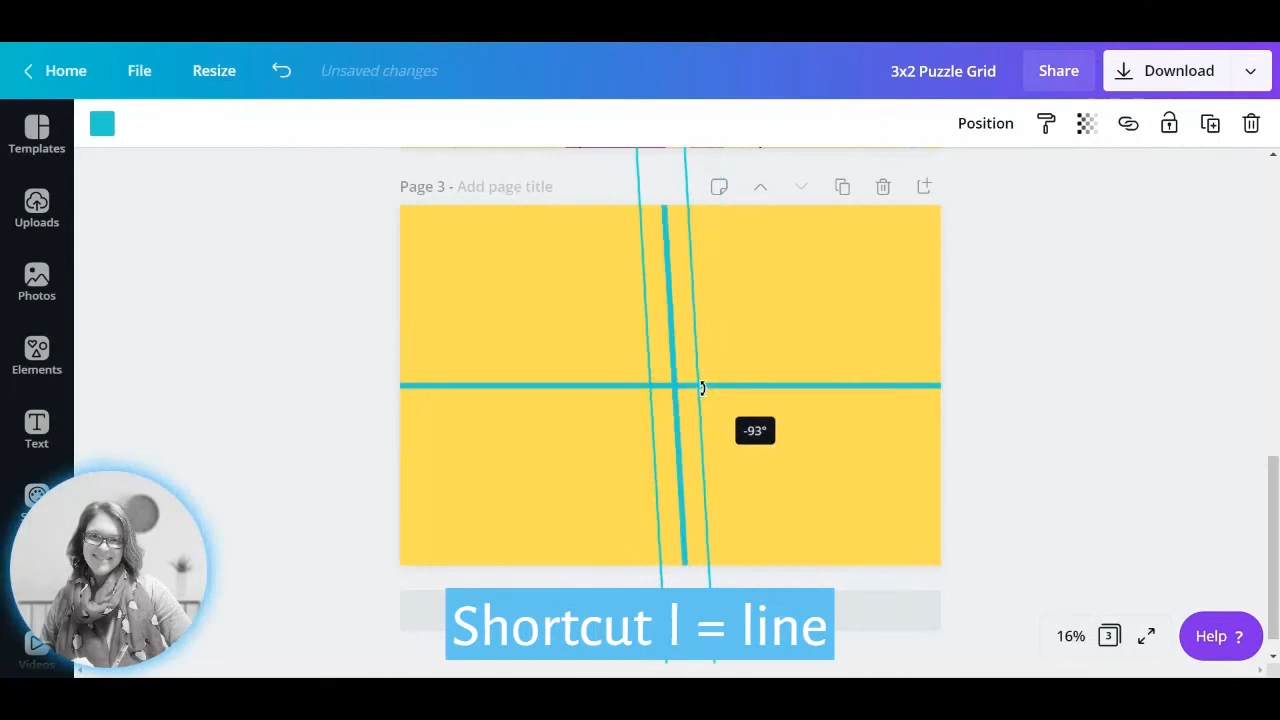 Home File Resize Unsaved changes 3x2 Puzzle Grid Share Download
Position
Templates
Uploads
Photos
Elements
Text
Videos
Page 3 - Add page title
-93°
Shortcut l = line
16% 3 Help ?